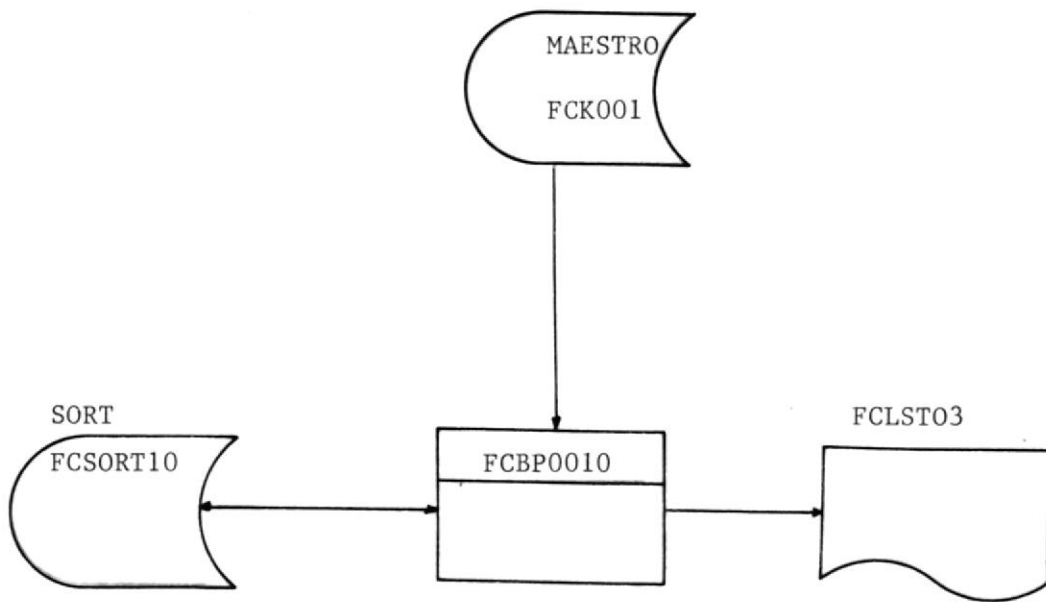 MAESTRO
FCK001
SORT
FCSORT10
FCBP0010
FCLST03